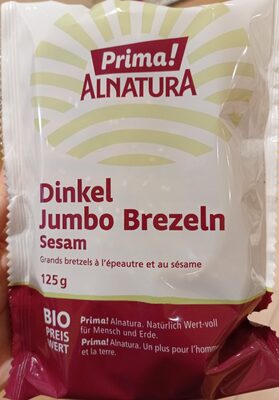 Prima!
ALNATURA
Dinkel
Jumbo Brezeln
Sesam
Grands bretzels à l'épeautre et au sésame
125 g
BIO
PREIS
WERT
Prima! Alnatura. Natürlich Wert-voll
für Mensch und Erde.
Prima! Alnatura. Un plus pour l'homme
et la terre.